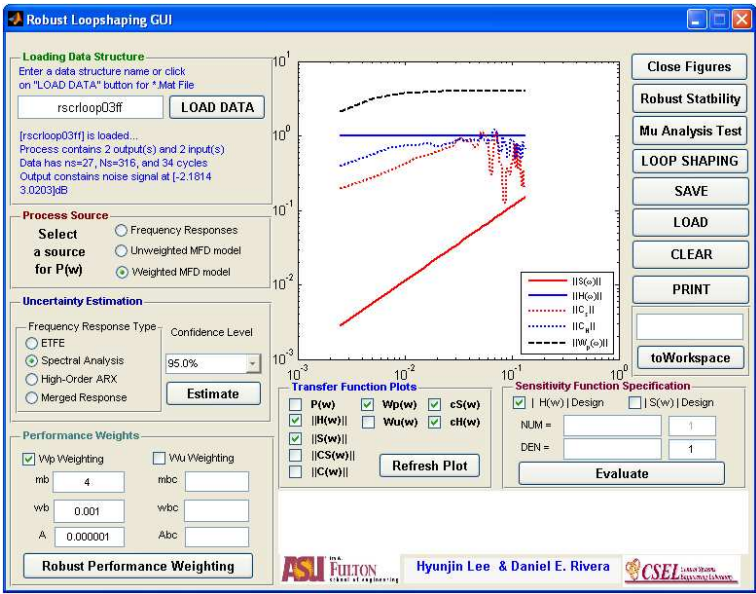 Robust Loopshaping GUI
Loading Data Structure
Enter a data structure name or click
on "LOAD DATA" button for *.Mat File
rscrloop03ff
LOAD DATA
[rscrloop03ff] is loaded...
Process contains 2 output(s) and 2 input(s)
Data has ns=27, Ns=316, and 34 cycles
Output constains noise signal at [-2.1814
3.0203]dB
Process Source
Select
a source
for P(w)
Frequency Responses
Unweighted MFD model
Weighted MFD model
Uncertainty Estimation
Frequency Response Type
ETFE
Spectral Analysis
High-Order ARX
Merged Response
Confidence Level
95.0%
Estimate
Performance Weights
Wp Weighting
Wu Weighting
mb
4
mbc
wb
0.001
wbc
A
0.000001
Abc
Robust Performance Weighting
10^1
10^0
10^-1
10^-2
10^-3
10^-3
10^-2
10^-1
10^0
||S(ω)||
||H(ω)||
||C_S||
||C_H||
||W_p(ω)||
Transfer Function Plots
P(w)
||H(w)||
||S(w)||
||CS(w)||
||C(w)||
Wp(w)
Wu(w)
cS(w)
cH(w)
Refresh Plot
Sensitivity Function Specification
| H(w) | Design
| S(w) | Design
NUM =
1
DEN =
1
Evaluate
Close Figures
Robust Statbility
Mu Analysis Test
LOOP SHAPING
SAVE
LOAD
CLEAR
PRINT
toWorkspace
ASU
FULTON
school of engineering
Hyunjin Lee & Daniel E. Rivera
CSEL